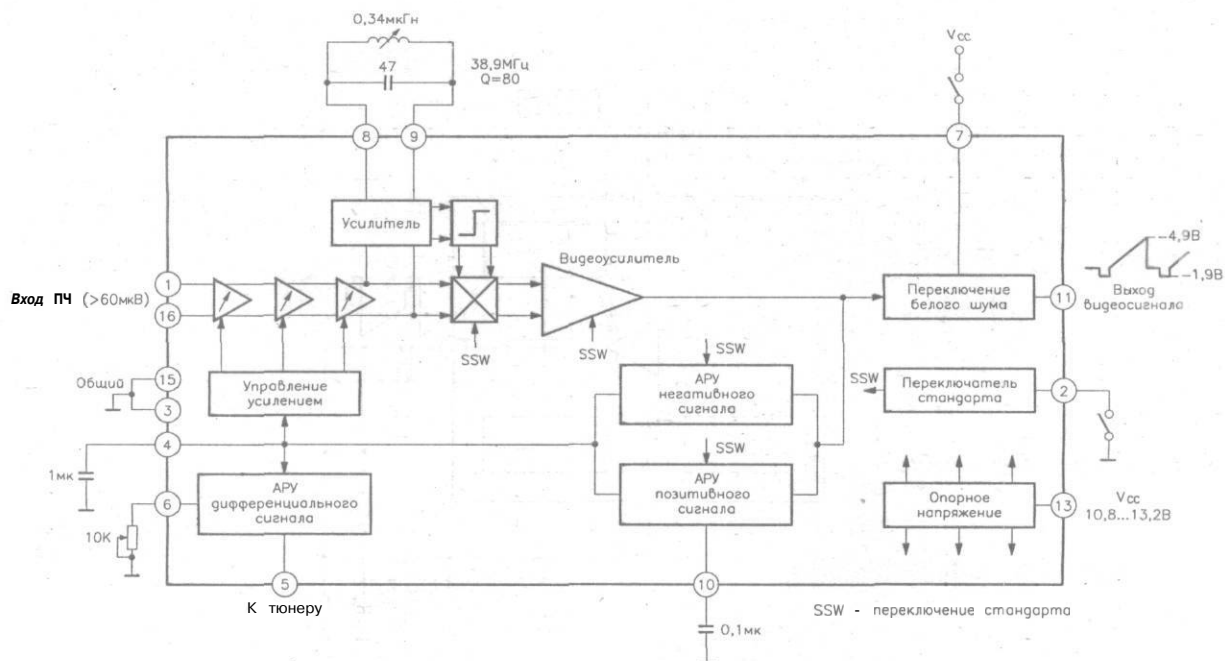 0,34мкГн
47
38,9МГц
Q=80
Vcc
8
9
7
Усилитель
Видеоусилитель
4,9В
1,9В
Выход
видеосигнала
1
Вход ПЧ (>60мкВ)
16
SSW
SSW
Переключение
белого шума
11
Общий
15
3
Управление
усилением
SSW
АРУ
негативного
сигнала
SSW
Переключатель
стандарта
2
4
1мк
SSW
АРУ
позитивного
сигнала
6
АРУ
дифференциального
сигнала
10К
Опорное
напряжение
13
Vcc
10,8...13,2В
5
К тюнеру
10
0,1мк
SSW - переключение стандарта